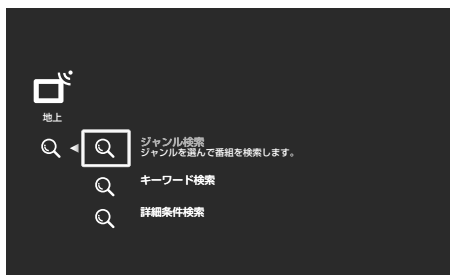 地上
ジャンル検索
ジャンルを選んで番組を検索します。
キーワード検索
詳細条件検索